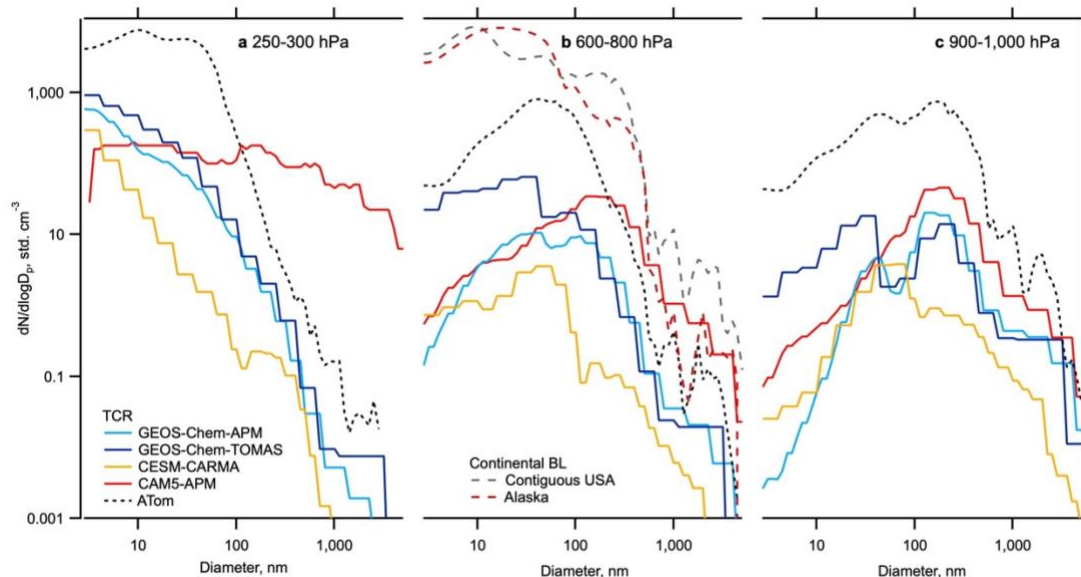 a 250-300 hPa
b 600-800 hPa
c 900-1,000 hPa
dN/dlogDp, std. cm-3
1,000
10
0.1
0.001
TCR
GEOS-Chem-APM
GEOS-Chem-TOMAS
CESM-CARMA
CAM5-APM
ATom
Continental BL
Contiguous USA
Alaska
10 100 1,000
10 100 1,000
10 100 1,000
Diameter, nm
Diameter, nm
Diameter, nm